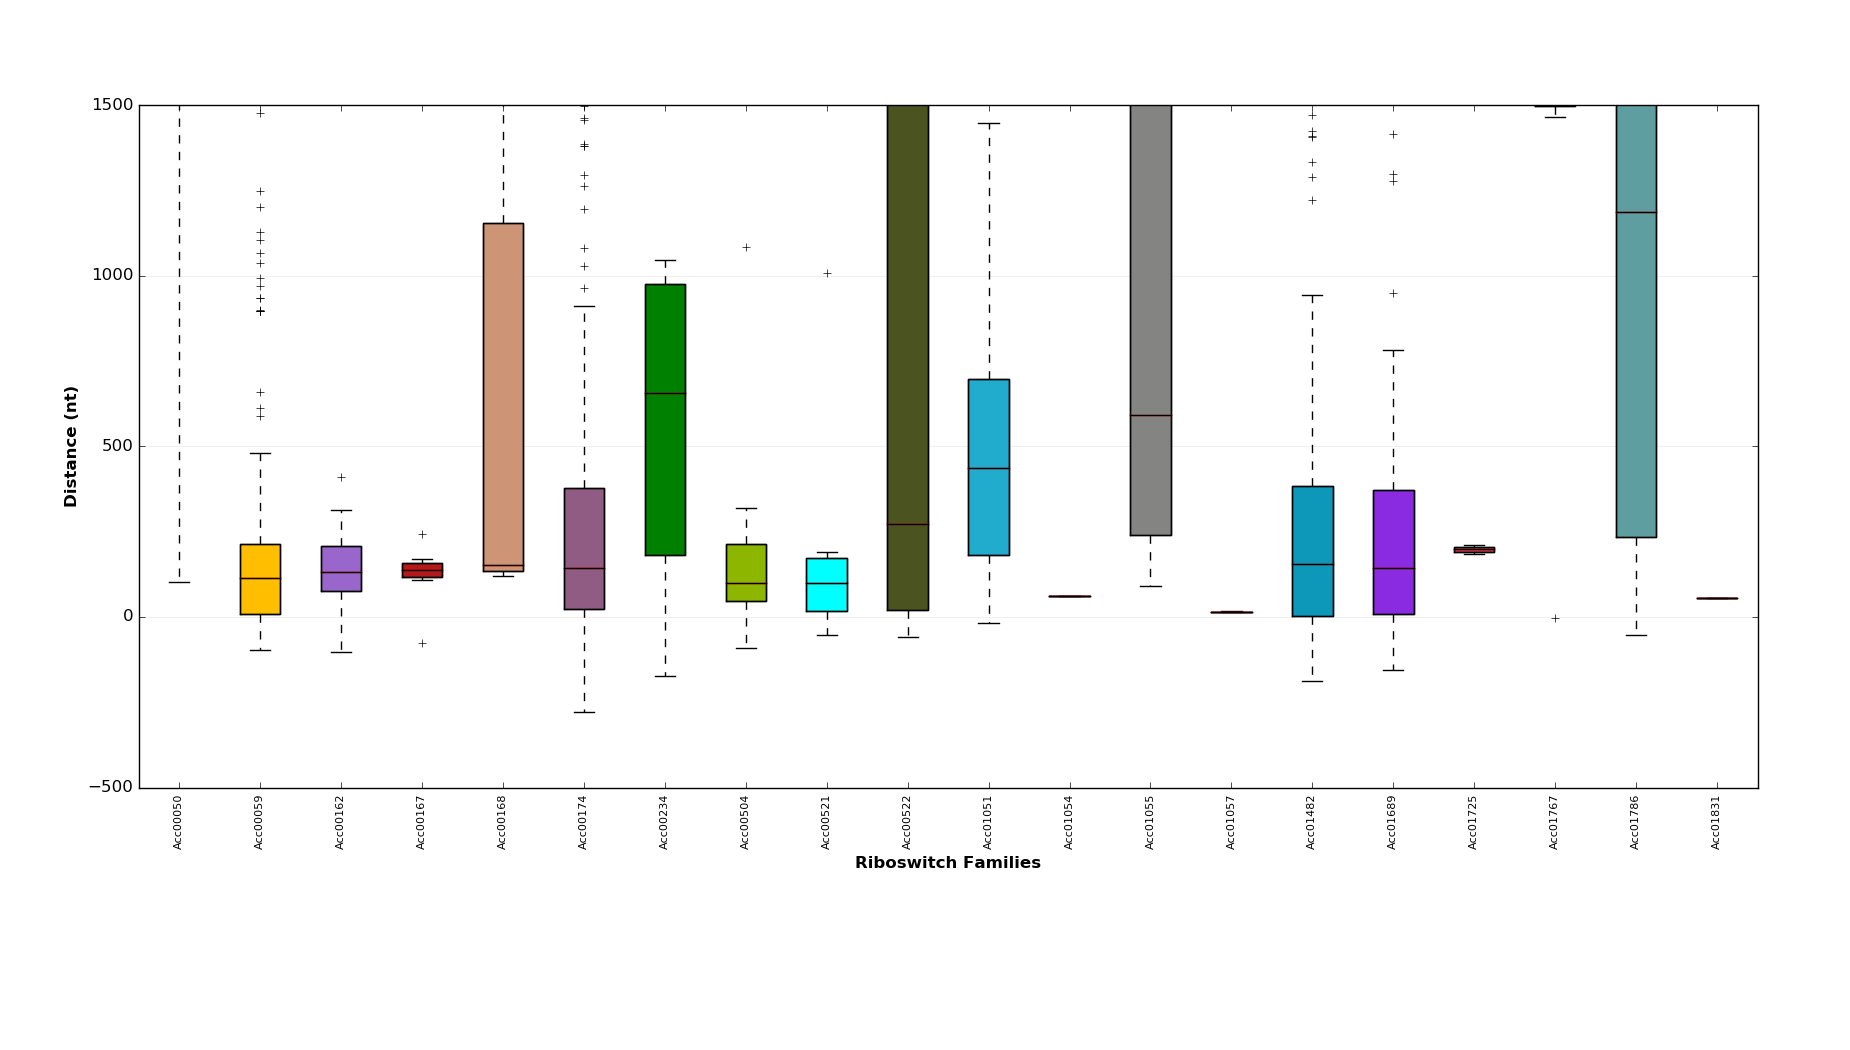 1500
1000
500
0
−500
Distance (nt)
Acc00050
Acc00059
Acc00162
Acc00167
Acc00168
Acc00174
Acc00234
Acc00504
Acc00521
Acc00522
Acc01051
Acc01054
Acc01055
Acc01057
Acc01482
Acc01689
Acc01725
Acc01767
Acc01786
Acc01831
Riboswitch Families